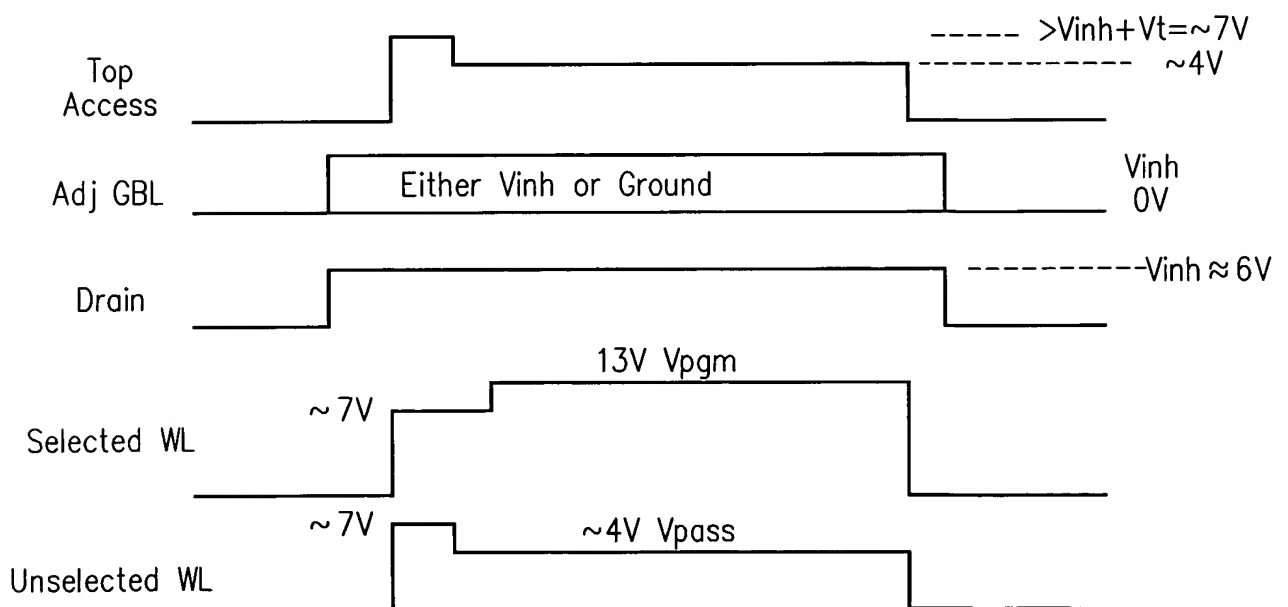 >Vinh+Vt=~7V
Top
Access
~4V
Adj GBL
Either Vinh or Ground
Vinh
0V
Drain
Vinh≈6V
13V Vpgm
~7V
Selected WL
~7V
~4V Vpass
Unselected WL